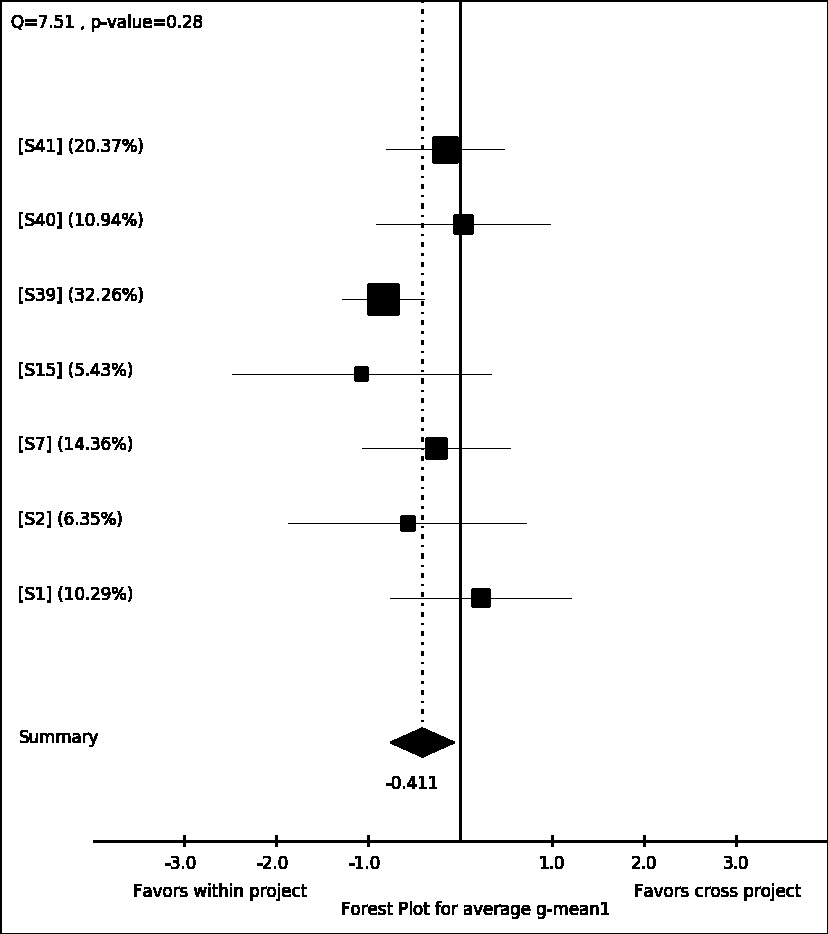 Q=7.51 , p-value=0.28
[S41] (20.37%)
[S40] (10.94%)
[S39] (32.26%)
[S15] (5.43%)
[S7] (14.36%)
[S2] (6.35%)
[S1] (10.29%)
Summary
-0.411
-3.0 -2.0 -1.0 1.0 2.0 3.0
Favors within project Favors cross project
Forest Plot for average g-mean1